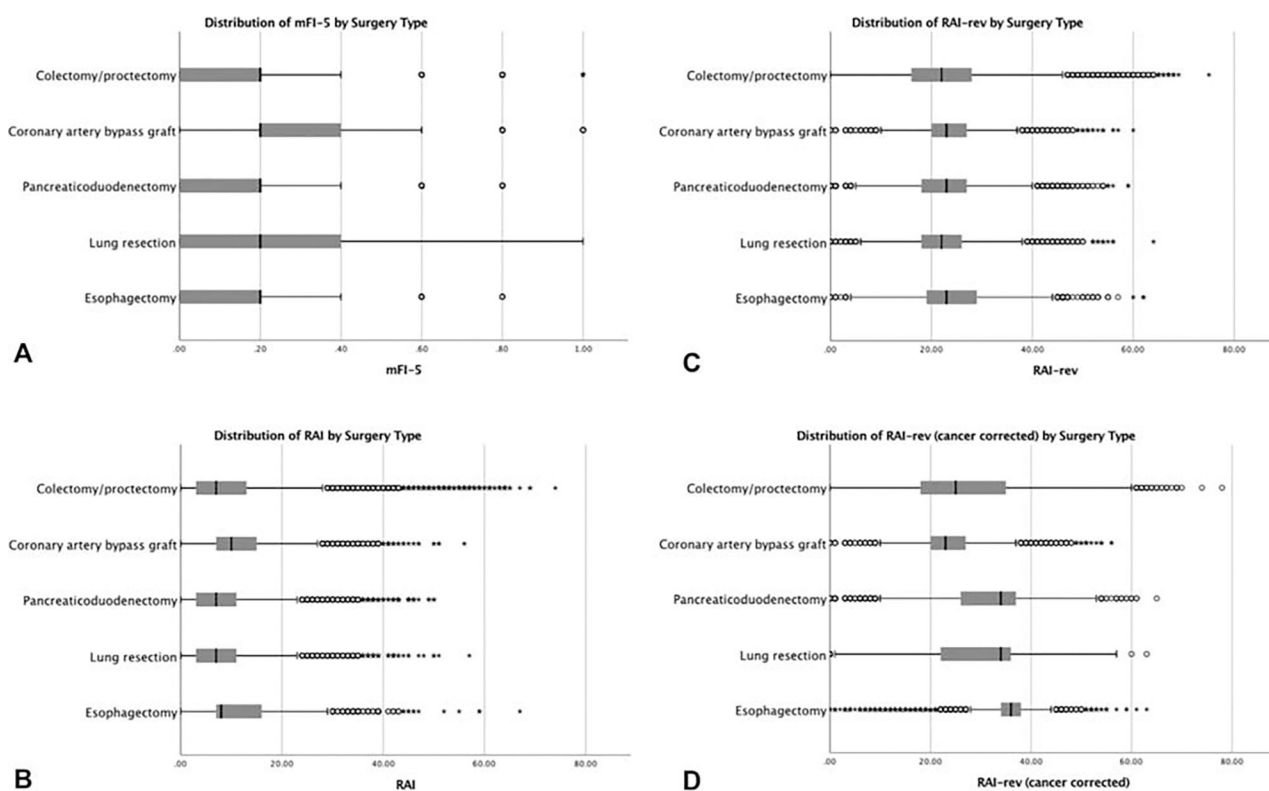 Distribution of mFI-5 by Surgery Type
Colectomy/proctectomy
Coronary artery bypass graft
Pancreaticoduodenectomy
Lung resection
Esophagectomy
.00 .20 .40 .60 .80 1.00
A
mFI-5
Distribution of RAI-rev by Surgery Type
Colectomy/proctectomy
Coronary artery bypass graft
Pancreaticoduodenectomy
Lung resection
Esophagectomy
.00 20.00 40.00 60.00 80.00
C
RAI-rev
Distribution of RAI by Surgery Type
Colectomy/proctectomy
Coronary artery bypass graft
Pancreaticoduodenectomy
Lung resection
Esophagectomy
.00 20.00 40.00 60.00 80.00
B
RAI
Distribution of RAI-rev (cancer corrected) by Surgery Type
Colectomy/proctectomy
Coronary artery bypass graft
Pancreaticoduodenectomy
Lung resection
Esophagectomy
.00 20.00 40.00 60.00 80.00
D
RAI-rev (cancer corrected)